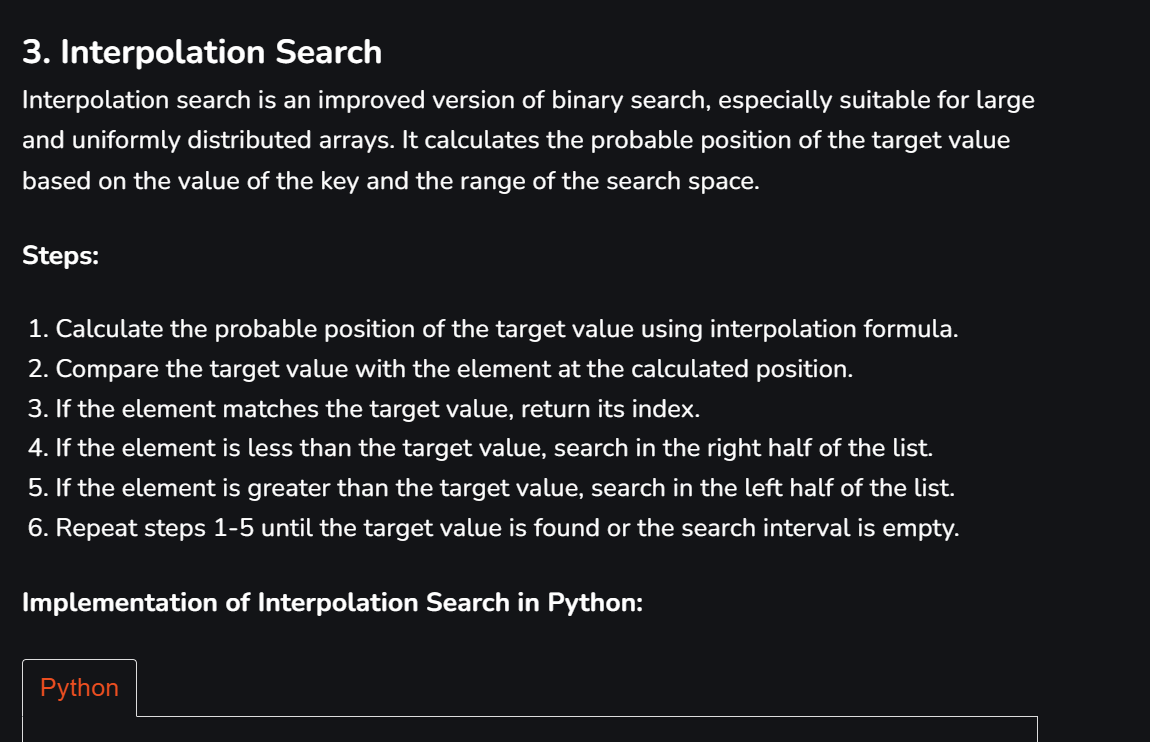 3. Interpolation Search
Interpolation search is an improved version of binary search, especially suitable for large
and uniformly distributed arrays. It calculates the probable position of the target value
based on the value of the key and the range of the search space.
Steps:
1. Calculate the probable position of the target value using interpolation formula.
2. Compare the target value with the element at the calculated position.
3. If the element matches the target value, return its index.
4. If the element is less than the target value, search in the right half of the list.
5. If the element is greater than the target value, search in the left half of the list.
6. Repeat steps 1-5 until the target value is found or the search interval is empty.
Implementation of Interpolation Search in Python:
Python